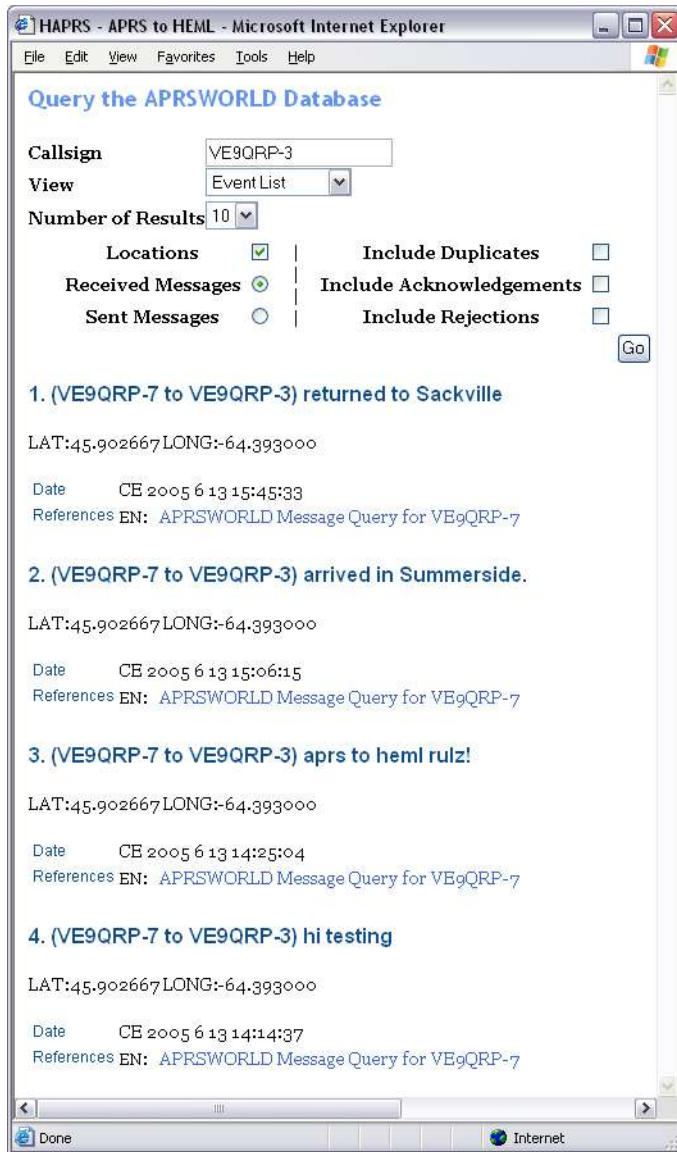 HAPRS - APRS to HEML - Microsoft Internet Explorer
File Edit View Favorites Tools Help
Query the APRSWORLD Database
Callsign VE9QRP-3
View Event List
Number of Results 10
Locations | Include Duplicates
Received Messages | Include Acknowledgements
Sent Messages | Include Rejections
Go
1. (VE9QRP-7 to VE9QRP-3) returned to Sackville
LAT:45.902667 LONG:-64.393000
Date CE 2005 6 13 15:45:33
References EN: APRSWORLD Message Query for VE9QRP-7
2. (VE9QRP-7 to VE9QRP-3) arrived in Summerside.
LAT:45.902667 LONG:-64.393000
Date CE 2005 6 13 15:06:15
References EN: APRSWORLD Message Query for VE9QRP-7
3. (VE9QRP-7 to VE9QRP-3) aprs to heml rulz!
LAT:45.902667 LONG:-64.393000
Date CE 2005 6 13 14:25:04
References EN: APRSWORLD Message Query for VE9QRP-7
4. (VE9QRP-7 to VE9QRP-3) hi testing
LAT:45.902667 LONG:-64.393000
Date CE 2005 6 13 14:14:37
References EN: APRSWORLD Message Query for VE9QRP-7
Done Internet